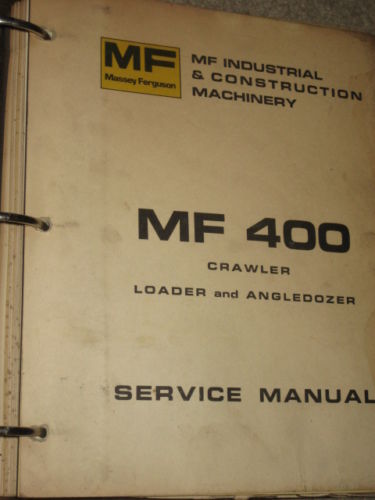 MF
Massey Ferguson
MF INDUSTRIAL
& CONSTRUCTION
MACHINERY
MF 400
CRAWLER
LOADER and ANGLEDOZER
SERVICE MANUAL